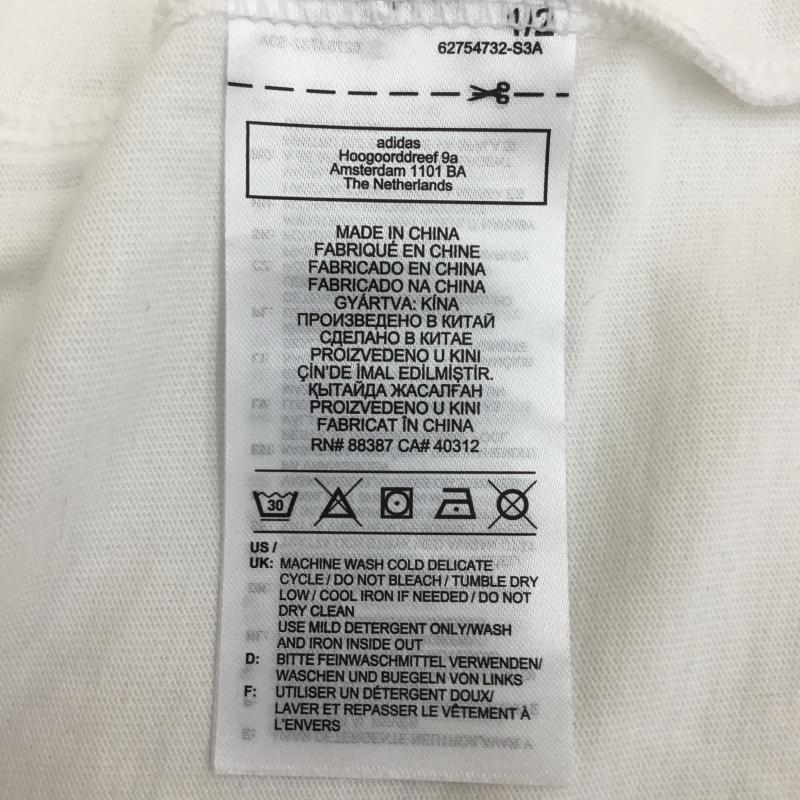 1/2
62754732-S3A
adidas
Hoogoorddreef 9a
Amsterdam 1101 BA
The Netherlands
MADE IN CHINA
FABRIQUÉ EN CHINE
FABRICADO EN CHINA
FABRICADO NA CHINA
GYÁRTVA: KÍNA
ПРОИЗВЕДЕНО В КИТАЙ
СДЕЛАНО В КИТАЕ
PROIZVEDENO U KINI
ÇİN'DE İMAL EDİLMİŞTİR.
ҚЫТАЙДА ЖАСАЛҒАН
PROIZVEDENO U KINI
FABRICAT ÎN CHINA
RN# 88387 CA# 40312
30
US /
UK: MACHINE WASH COLD DELICATE
CYCLE / DO NOT BLEACH / TUMBLE DRY
LOW / COOL IRON IF NEEDED / DO NOT
DRY CLEAN
USE MILD DETERGENT ONLY/WASH
AND IRON INSIDE OUT
D: BITTE FEINWASCHMITTEL VERWENDEN/
WASCHEN UND BUEGELN VON LINKS
F: UTILISER UN DÉTERGENT DOUX/
LAVER ET REPASSER LE VÊTEMENT À
L'ENVERS